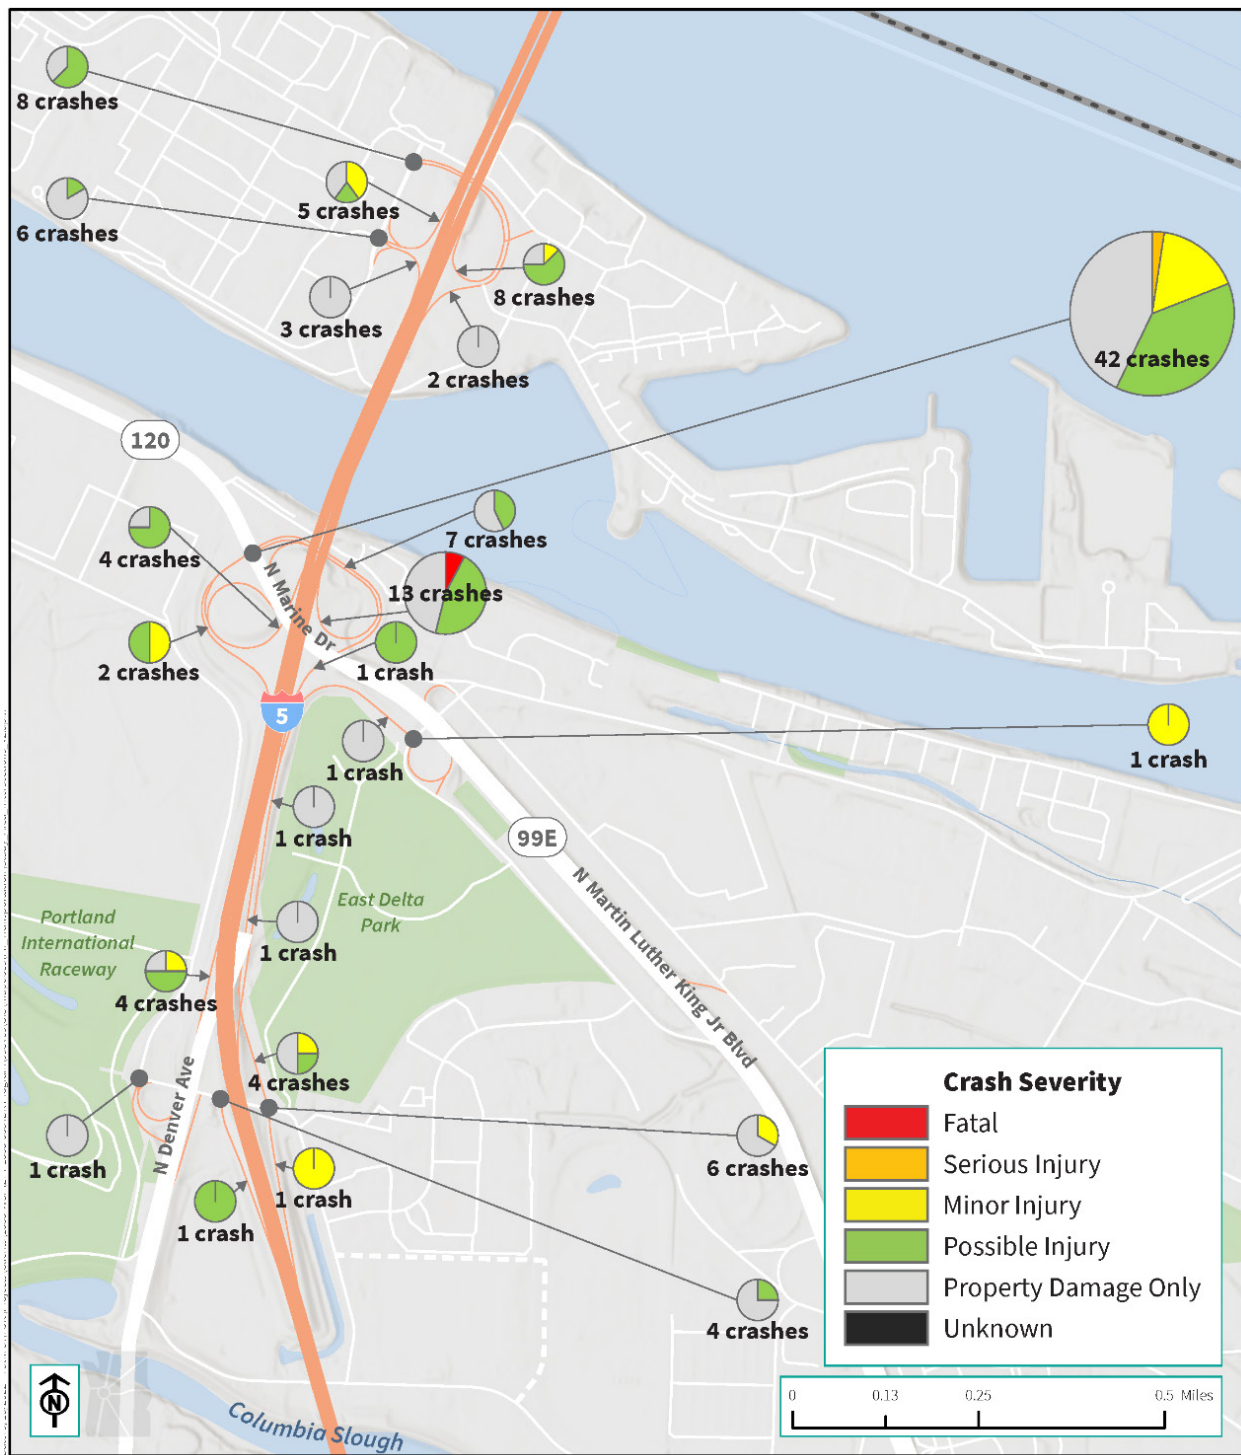 8 crashes
5 crashes
6 crashes
8 crashes
3 crashes
2 crashes
42 crashes
120
4 crashes
7 crashes
13 crashes
N Marine Dr
2 crashes
1 crash
5
1 crash
1 crash
1 crash
99E
N Martin Luther King Jr Blvd
East Delta
Park
Portland
International
Raceway
1 crash
4 crashes
4 crashes
N Denver Ave
1 crash
6 crashes
1 crash
1 crash
4 crashes
Crash Severity
Fatal
Serious Injury
Minor Injury
Possible Injury
Property Damage Only
Unknown
0 0.13 0.25 0.5 Miles
N
Columbia Slough